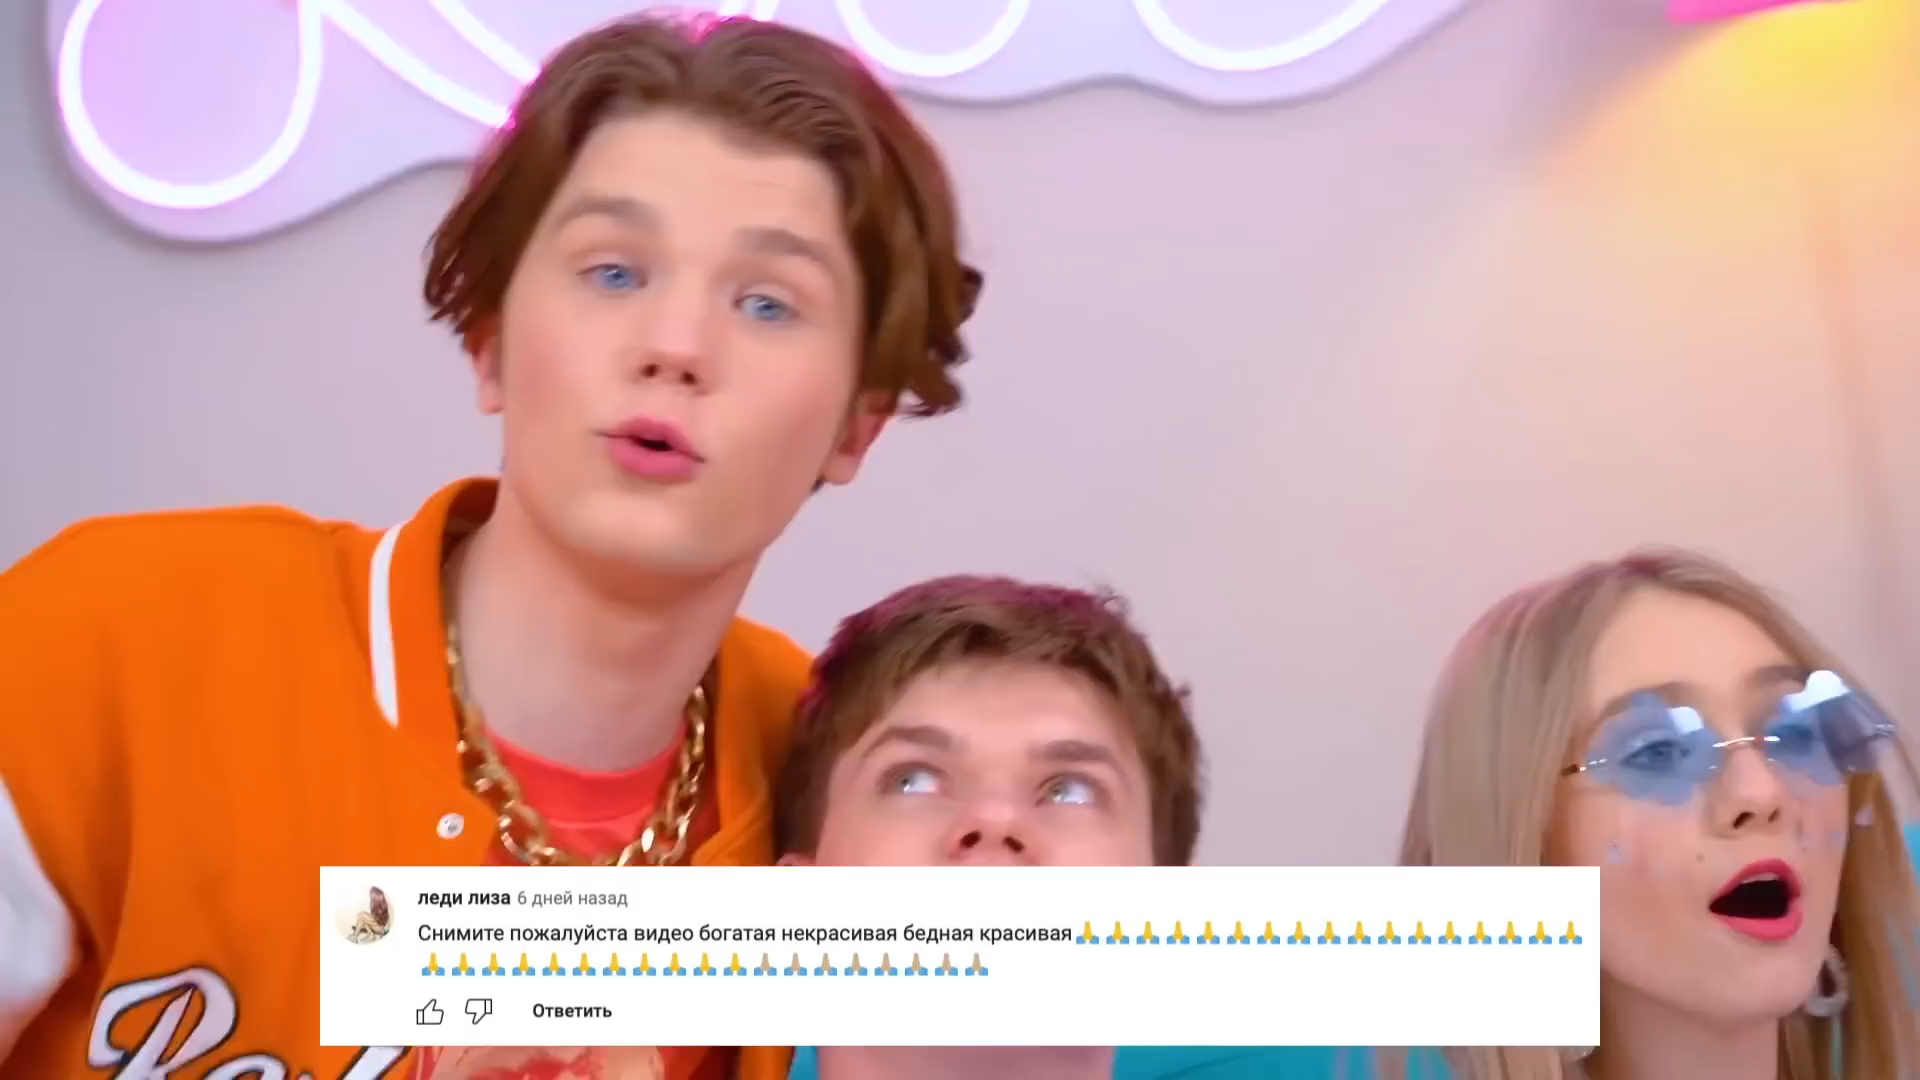 леди лиза 6 дней назад
Снимите пожалуйста видео богатая некрасивая бедная красивая🙏🙏🙏🙏🙏🙏🙏🙏🙏🙏🙏🙏🙏🙏🙏🙏🙏
🙏🙏🙏🙏🙏🙏🙏🙏🙏🙏🙏🙏🏼🙏🏼🙏🏼🙏🏼🙏🏼🙏🏼🙏🏼🙏🏼
Ответить